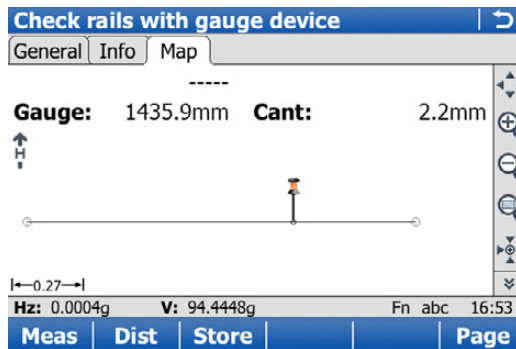 Check rails with gauge device
General Info Map
-----
Gauge: 1435.9mm Cant: 2.2mm
H
0.27
Hz: 0.0004g V: 94.4448g Fn abc 16:53
Meas Dist Store Page